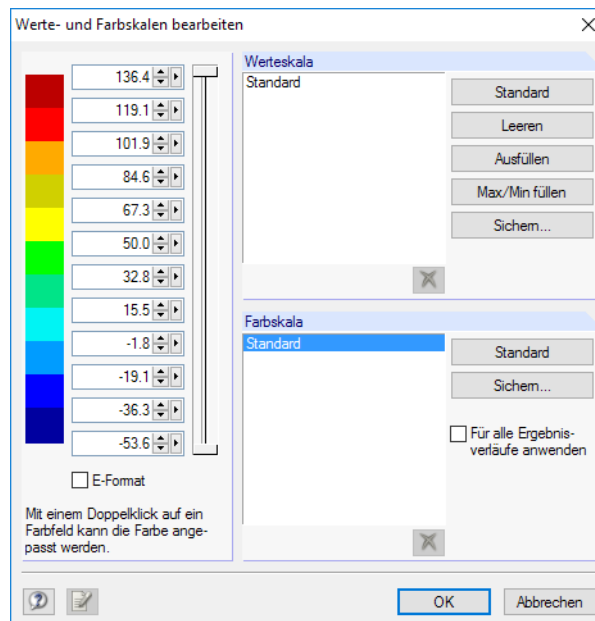 Werte- und Farbskalen bearbeiten
136.4
119.1
101.9
84.6
67.3
50.0
32.8
15.5
-1.8
-19.1
-36.3
-53.6
E-Format
Mit einem Doppelklick auf ein
Farbfeld kann die Farbe ange-
passt werden.
Werteskala
Standard
Standard
Leeren
Ausfüllen
Max/Min füllen
Sichern...
Farbskala
Standard
Standard
Sichern...
Für alle Ergebnis-
verläufe anwenden
OK
Abbrechen